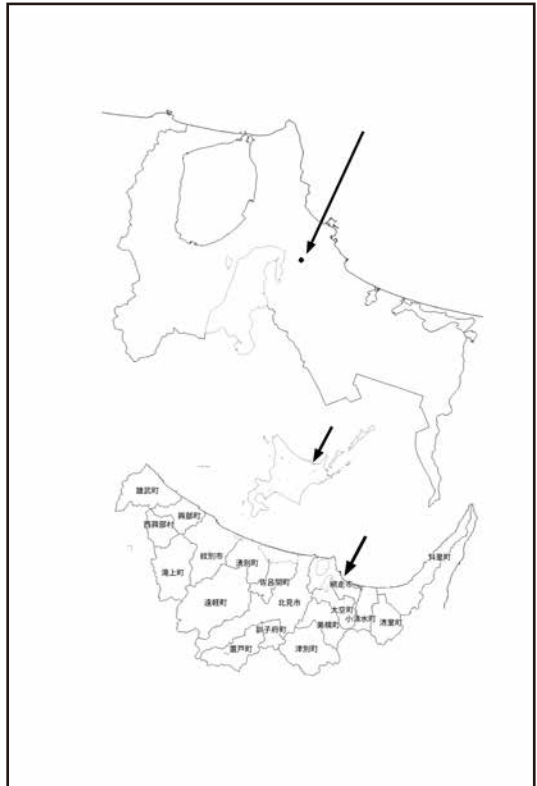 雄武町
興部町
西興部村
紋別市
滝上町
湧別町
遠軽町
佐呂間町
北見市
網走市
斜里町
大空町
小清水町
清里町
美幌町
訓子府町
置戸町
津別町